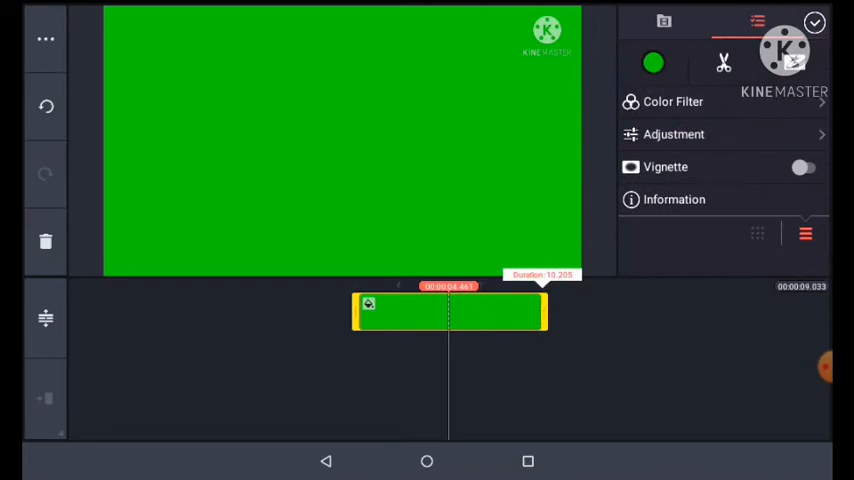 K
KINEMASTER
K
KINEMASTER
Color Filter
Adjustment
Vignette
Information
Duration: 10.205
00:00:04.461
00:00:09.033